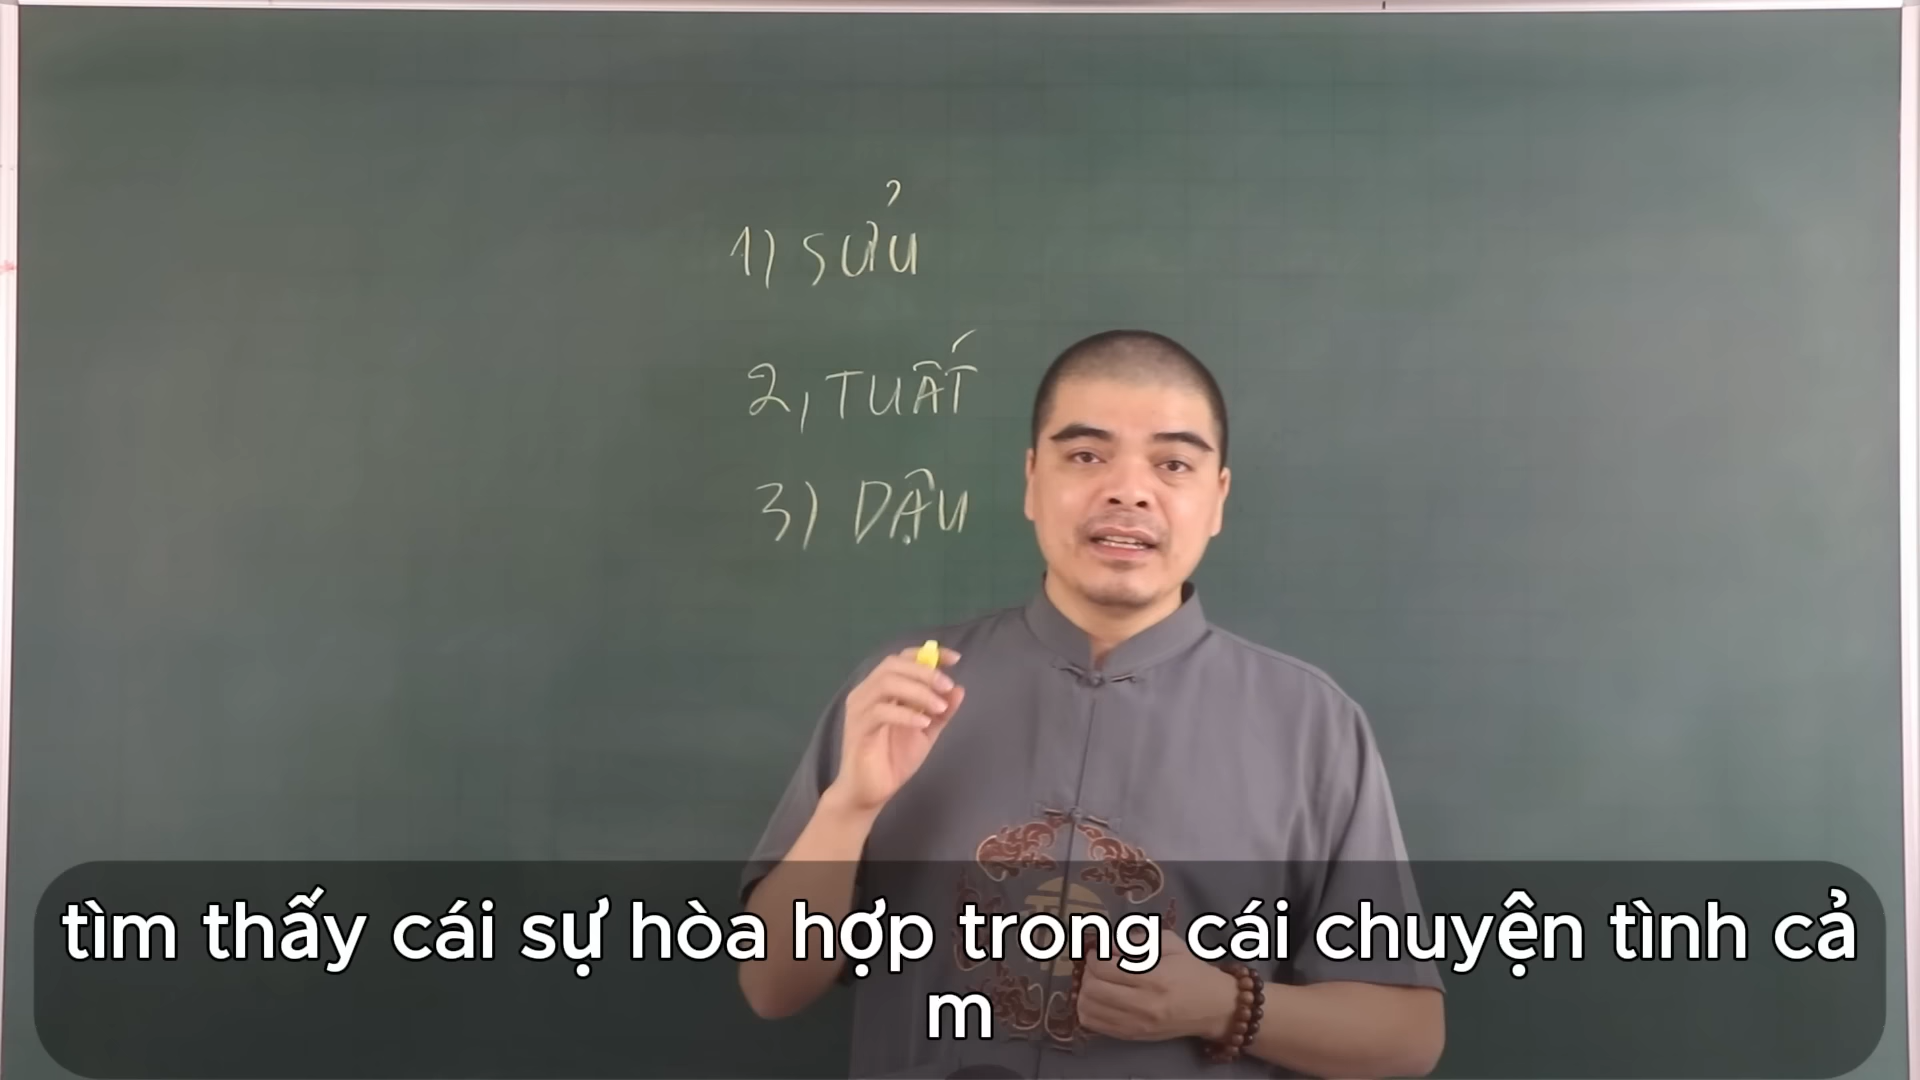 1) SỬU
2, TUẤT
3) DẬU
tìm thấy cái sự hòa hợp trong cái chuyện tình cả
m